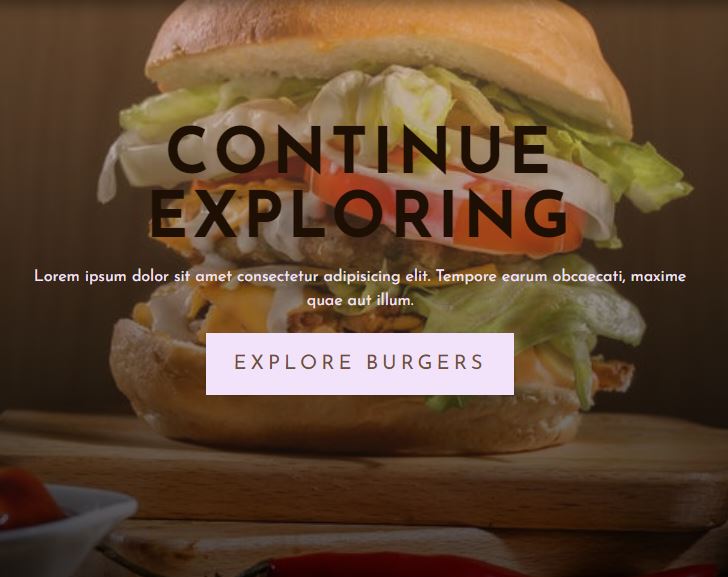 CONTINUE
EXPLORING
Lorem ipsum dolor sit amet consectetur adipisicing elit. Tempore earum obcaecati, maxime
quae aut illum.
EXPLORE BURGERS